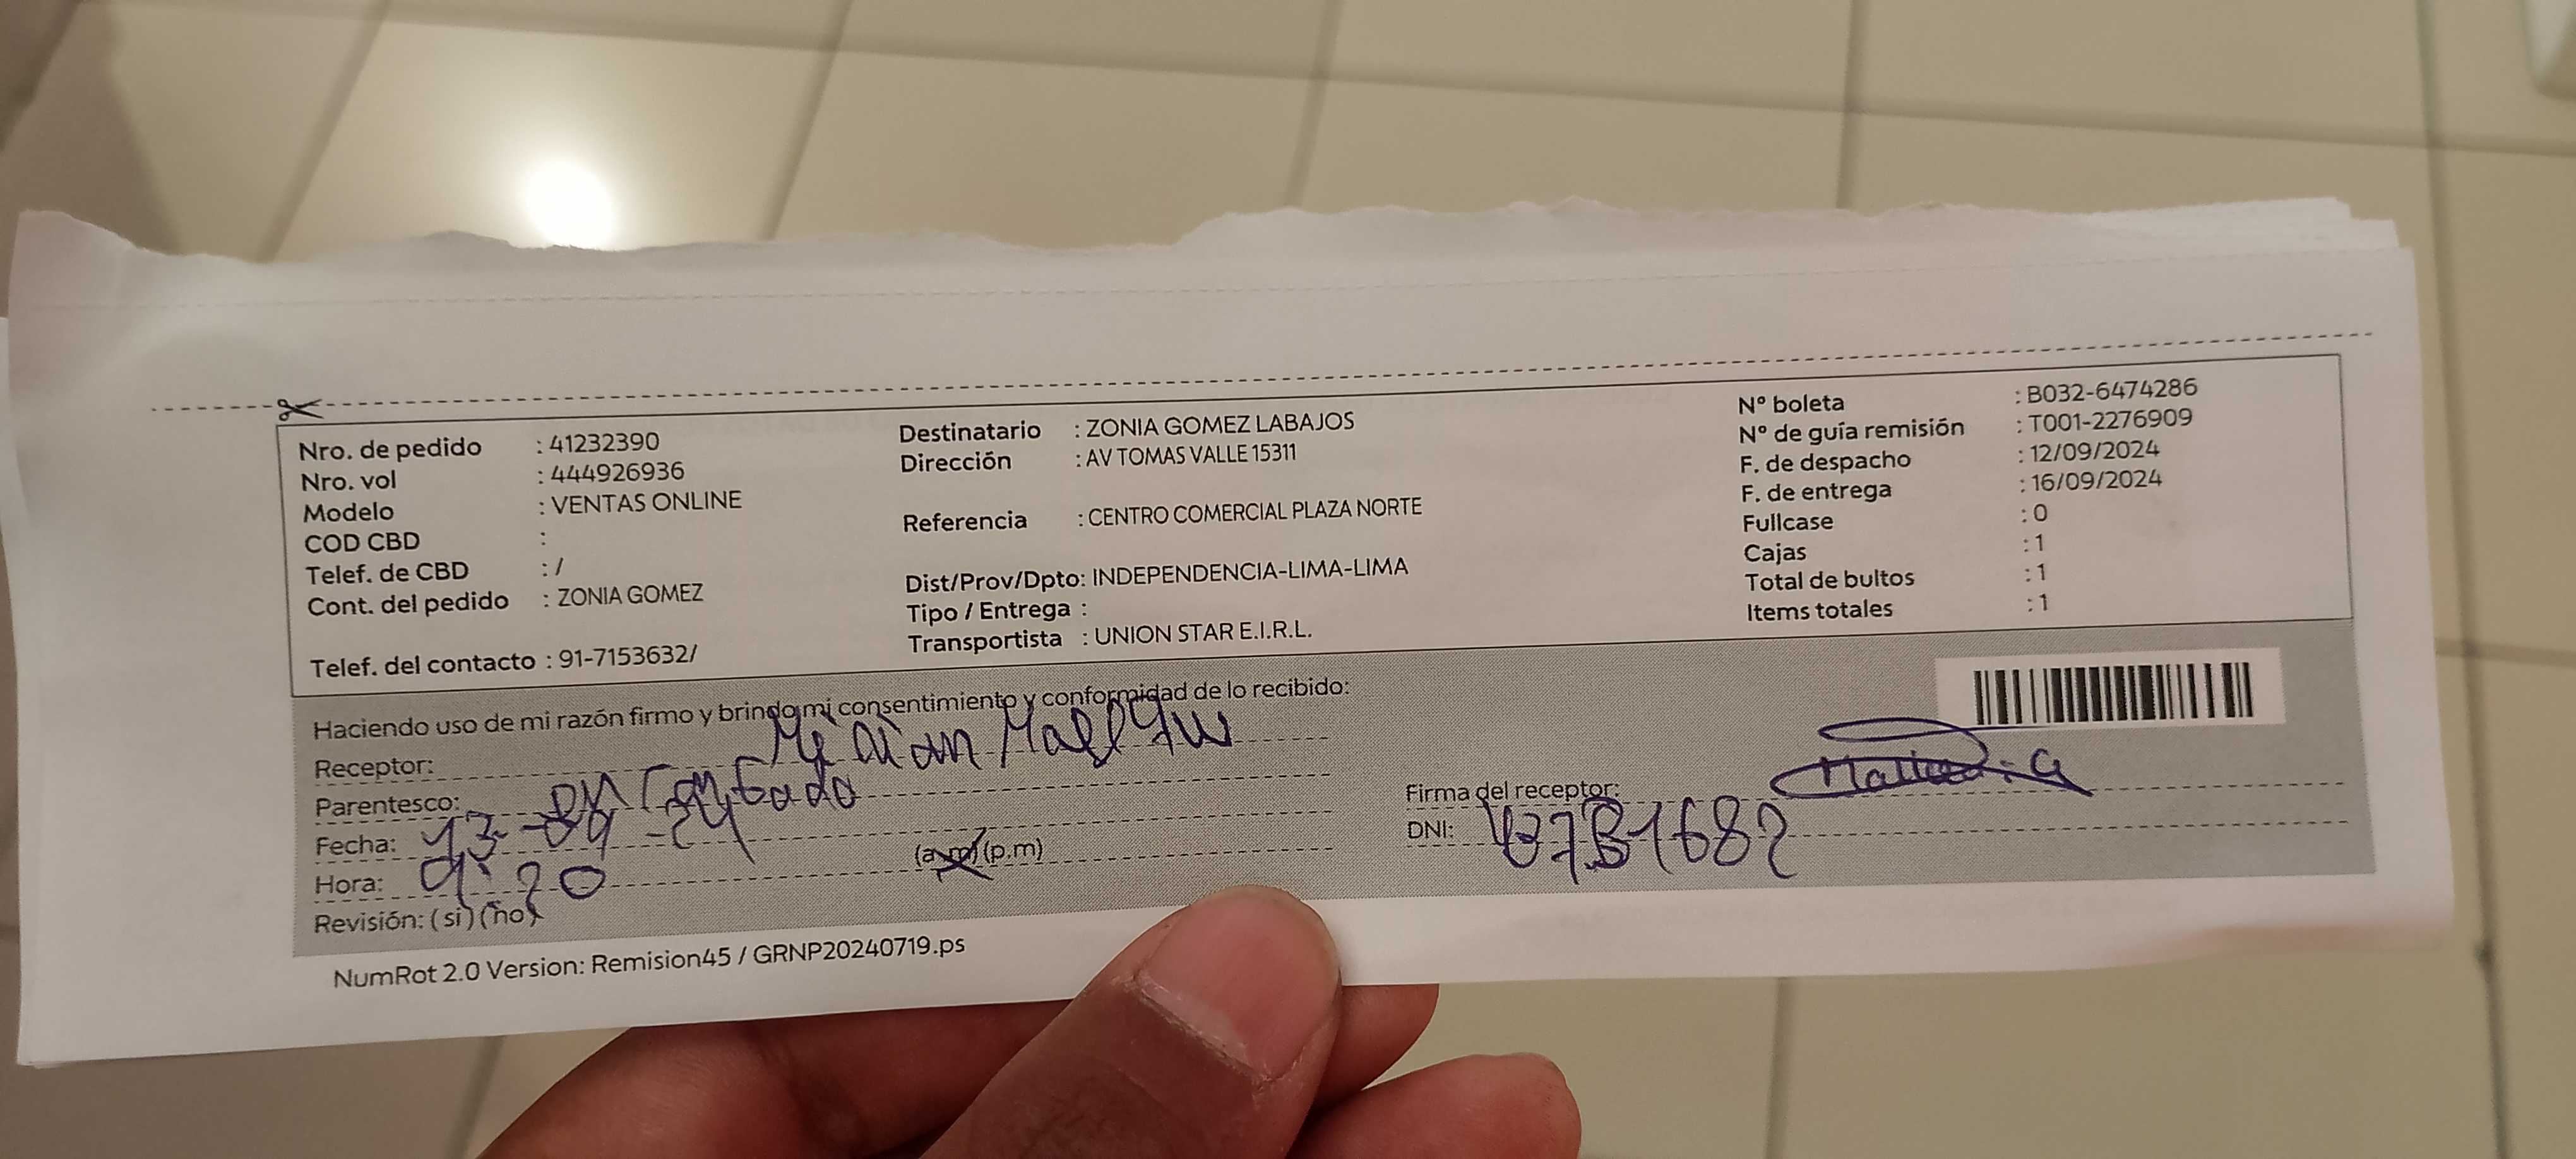 Nro. de pedido : 41232390
Nro. vol : 444926936
Modelo : VENTAS ONLINE
COD CBD :
Telef. de CBD : /
Cont. del pedido : ZONIA GOMEZ
Telef. del contacto : 91-7153632/
Destinatario : ZONIA GOMEZ LABAJOS
Dirección : AV TOMAS VALLE 15311
Referencia : CENTRO COMERCIAL PLAZA NORTE
Dist/Prov/Dpto: INDEPENDENCIA-LIMA-LIMA
Tipo / Entrega :
Transportista : UNION STAR E.I.R.L.
Nº boleta : B032-6474286
Nº de guía remisión : T001-2276909
F. de despacho : 12/09/2024
F. de entrega : 16/09/2024
Fullcase : 0
Cajas : 1
Total de bultos : 1
Items totales : 1
Haciendo uso de mi razón firmo y brindo mi consentimiento y conformidad de lo recibido:
Receptor:
Parentesco:
Fecha: 13-09-24
Hora: 9:20 (a.m) (p.m)
Revisión: (si) (no)
Firma del receptor:
DNI:
NumRot 2.0 Version: Remision45 / GRNP20240719.ps